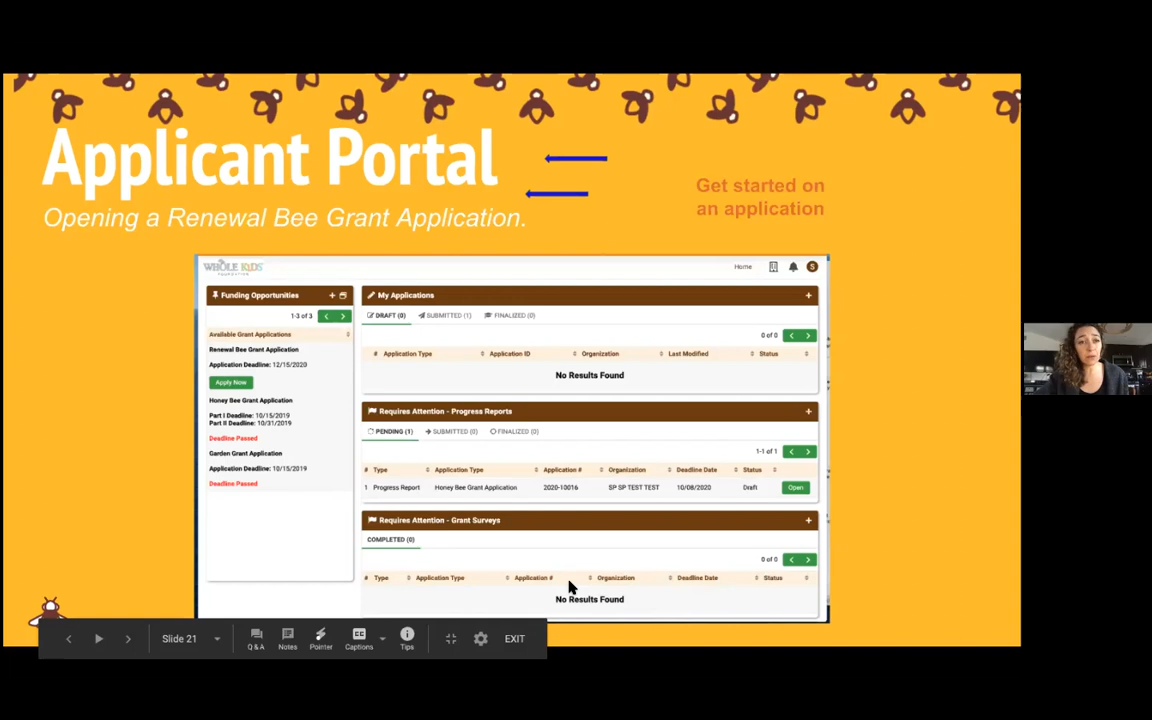 Applicant Portal
Opening a Renewal Bee Grant Application.
Get started on
an application
WHOLE KIDS
FOUNDATION
Home
S
Funding Opportunities
1-3 of 3
Available Grant Applications
Renewal Bee Grant Application
Application Deadline: 12/15/2020
Apply Now
Honey Bee Grant Application
Part I Deadline: 10/15/2019
Part II Deadline: 10/31/2019
Deadline Passed
Garden Grant Application
Application Deadline: 10/15/2019
Deadline Passed
My Applications
DRAFT (0) SUBMITTED (1) FINALIZED (0)
0 of 0
# Application Type Application ID Organization Last Modified Status
No Results Found
Requires Attention - Progress Reports
PENDING (1) SUBMITTED (0) FINALIZED (0)
1-1 of 1
# Type Application Type Application # Organization Deadline Date Status
1 Progress Report Honey Bee Grant Application 2020-10016 SP SP TEST TEST 10/08/2020 Draft Open
Requires Attention - Grant Surveys
COMPLETED (0)
0 of 0
# Type Application Type Application # Organization Deadline Date Status
No Results Found
Slide 21 Q & A Notes Pointer Captions Tips EXIT